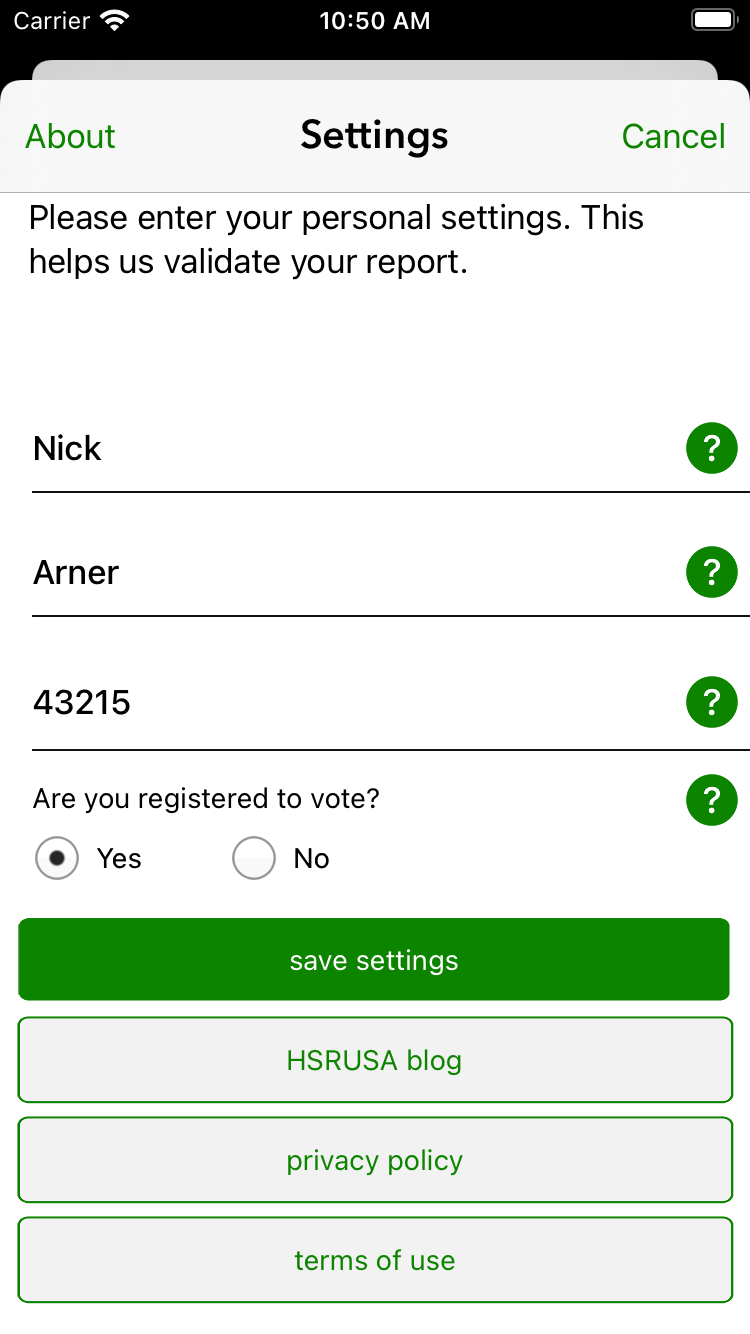 Carrier 10:50 AM
About Settings Cancel
Please enter your personal settings. This
helps us validate your report.
Nick ?
Arner ?
43215 ?
Are you registered to vote? ?
Yes No
save settings
HSRUSA blog
privacy policy
terms of use